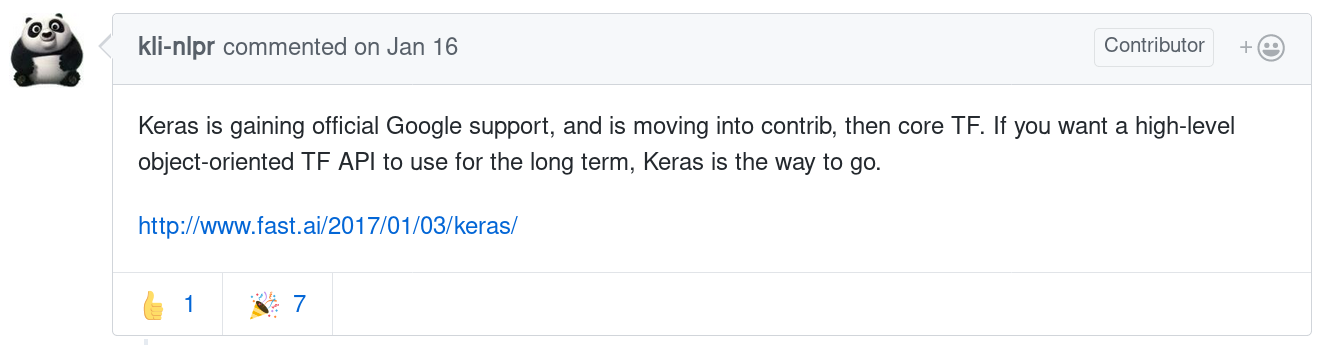 kli-nlpr commented on Jan 16
Contributor
+
Keras is gaining official Google support, and is moving into contrib, then core TF. If you want a high-level
object-oriented TF API to use for the long term, Keras is the way to go.
http://www.fast.ai/2017/01/03/keras/
1
7